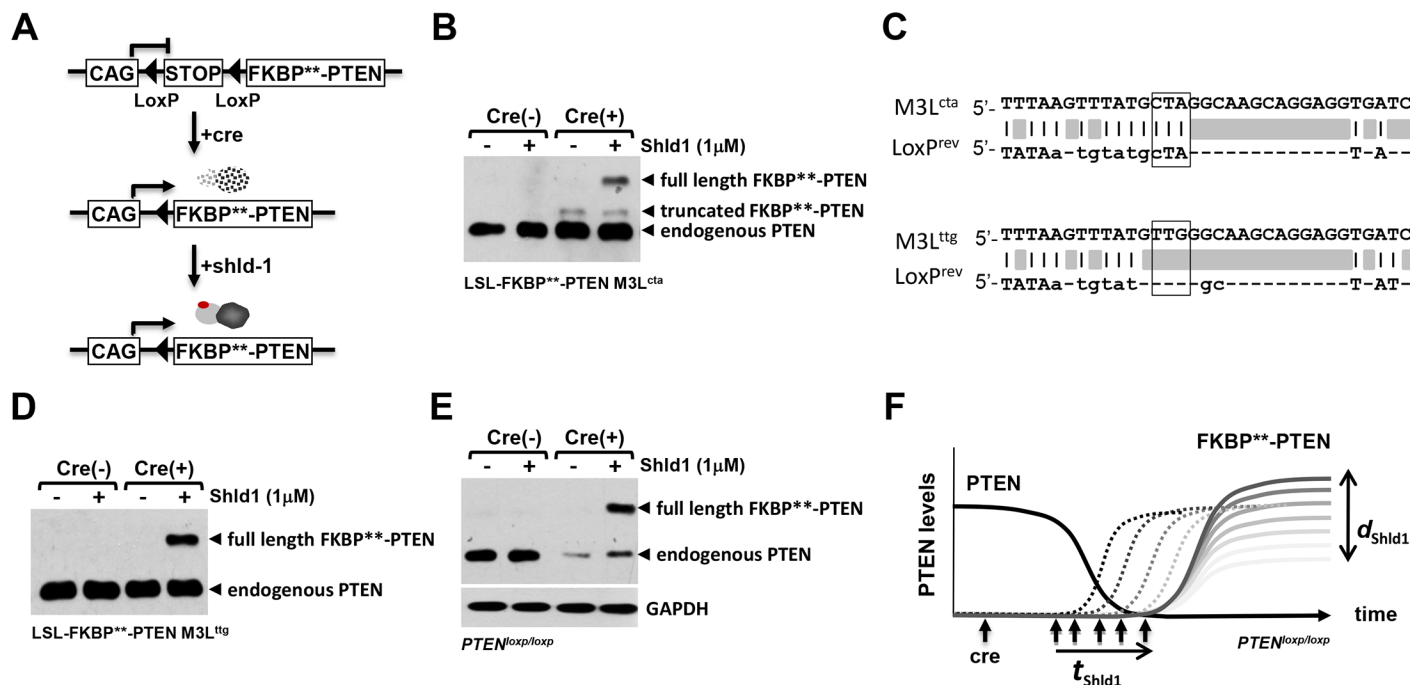 A
CAG STOP FKBP**-PTEN
LoxP LoxP
+cre
CAG FKBP**-PTEN
+shld-1
CAG FKBP**-PTEN
B
Cre(-) Cre(+)
- + - + Shld1 (1μM)
full length FKBP**-PTEN
truncated FKBP**-PTEN
endogenous PTEN
LSL-FKBP**-PTEN M3Lcta
C
M3Lcta 5’- TTTAAGTTTATGCTAGGCAAGCAGGAGGTGATC
LoxPrev 5’- TATAa-tgtatgcTA--------------T-A--
M3Lttg 5’- TTTAAGTTTATGTTGGGCAAGCAGGAGGTGATC
LoxPrev 5’- TATAa-tgtat------gc------------T-AT-
D
Cre(-) Cre(+)
- + - + Shld1 (1μM)
full length FKBP**-PTEN
endogenous PTEN
LSL-FKBP**-PTEN M3Lttg
E
Cre(-) Cre(+)
- + - + Shld1 (1μM)
full length FKBP**-PTEN
endogenous PTEN
GAPDH
PTENloxp/loxp
F
FKBP**-PTEN
PTEN
PTEN levels
dShld1
time
cre
tShld1
PTENloxp/loxp